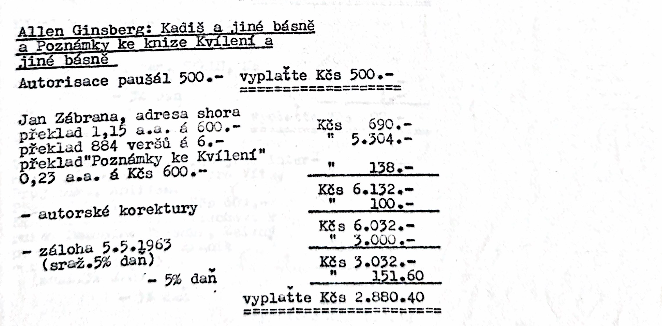 Allen Ginsberg: Kadiš a jiné básně
a Poznámky ke knize Kvílení a
jiné básně
Autorisace paušál 500.- vyplaťte Kčs 500.-
====================
Jan Zábrana, adresa shora
překlad 1,15 a.a. á 600.- Kčs 690.-
překlad 884 veršů á 6.- " 5.304.-
překlad"Poznámky ke Kvílení"
0,23 a.a. á Kčs 600.- " 138.-
Kčs 6.132.-
- autorské korektury " 100.-
Kčs 6.032.-
- záloha 5.5.1963 " 3.000.-
(sraž.5% daň)
Kčs 3.032.-
- 5% daň " 151.60
vyplaťte Kčs 2.880.40
=======================